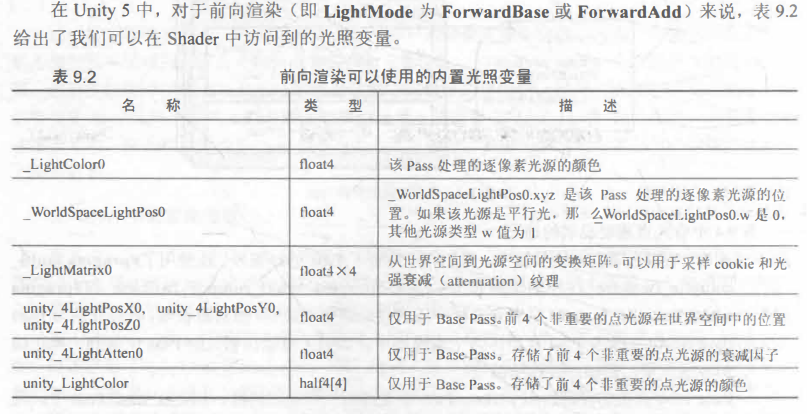 在 Unity 5 中，对于前向渲染（即 LightMode 为 ForwardBase 或 ForwardAdd）来说，表 9.2
给出了我们可以在 Shader 中访问到的光照变量。
表 9.2 前向渲染可以使用的内置光照变量
名 称 类 型 描 述
_LightColor0 float4 该 Pass 处理的逐像素光源的颜色
_WorldSpaceLightPos0 float4 _WorldSpaceLightPos0.xyz 是该 Pass 处理的逐像素光源的位
置。如果该光源是平行光，那 么_WorldSpaceLightPos0.w 是 0，
其他光源类型 w 值为 1
_LightMatrix0 float4×4 从世界空间到光源空间的变换矩阵。可以用于采样 cookie 和光
强衰减（attenuation）纹理
unity_4LightPosX0, unity_4LightPosY0,
unity_4LightPosZ0 float4 仅用于 Base Pass。前 4 个非重要的点光源在世界空间中的位置
unity_4LightAtten0 float4 仅用于 Base Pass。存储了前 4 个非重要的点光源的衰减因子
unity_LightColor half4[4] 仅用于 Base Pass。存储了前 4 个非重要的点光源的颜色